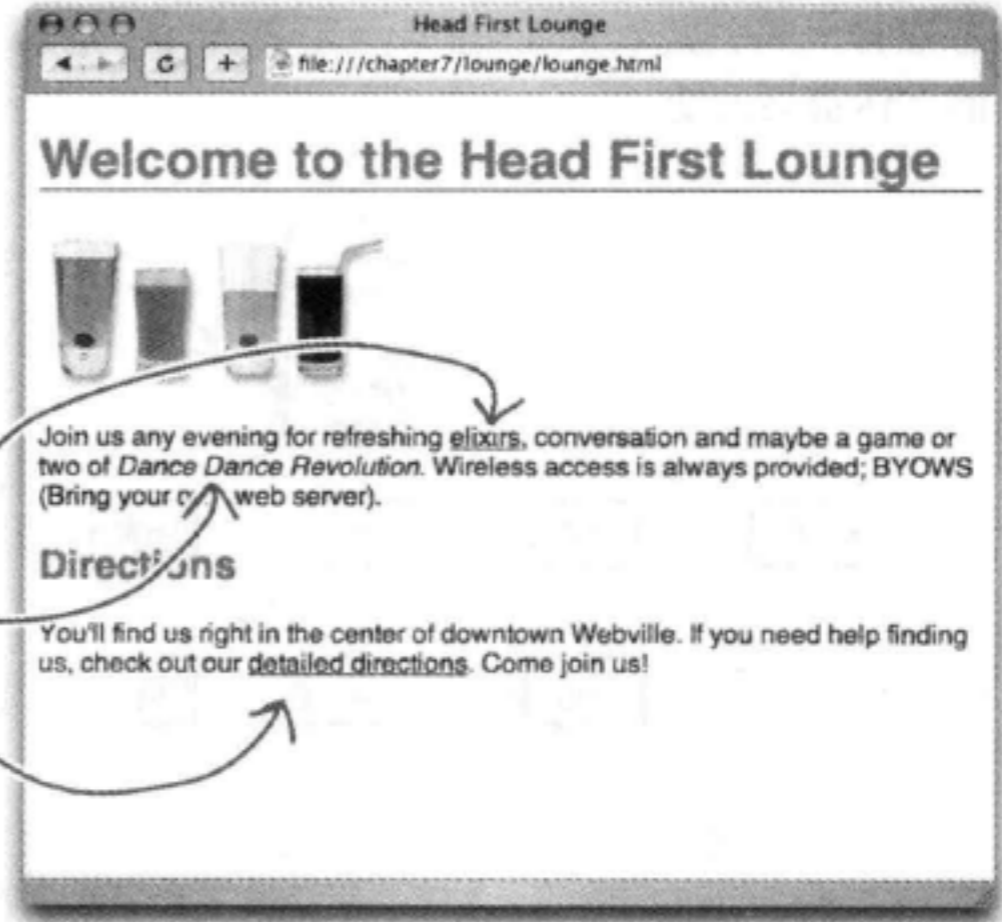 Head First Lounge
file:///chapter7/lounge/lounge.html
Welcome to the Head First Lounge
Join us any evening for refreshing elixirs, conversation and maybe a game or
two of Dance Dance Revolution. Wireless access is always provided; BYOWS
(Bring your web server).
Directions
You'll find us right in the center of downtown Webville. If you need help finding
us, check out our detailed directions. Come join us!